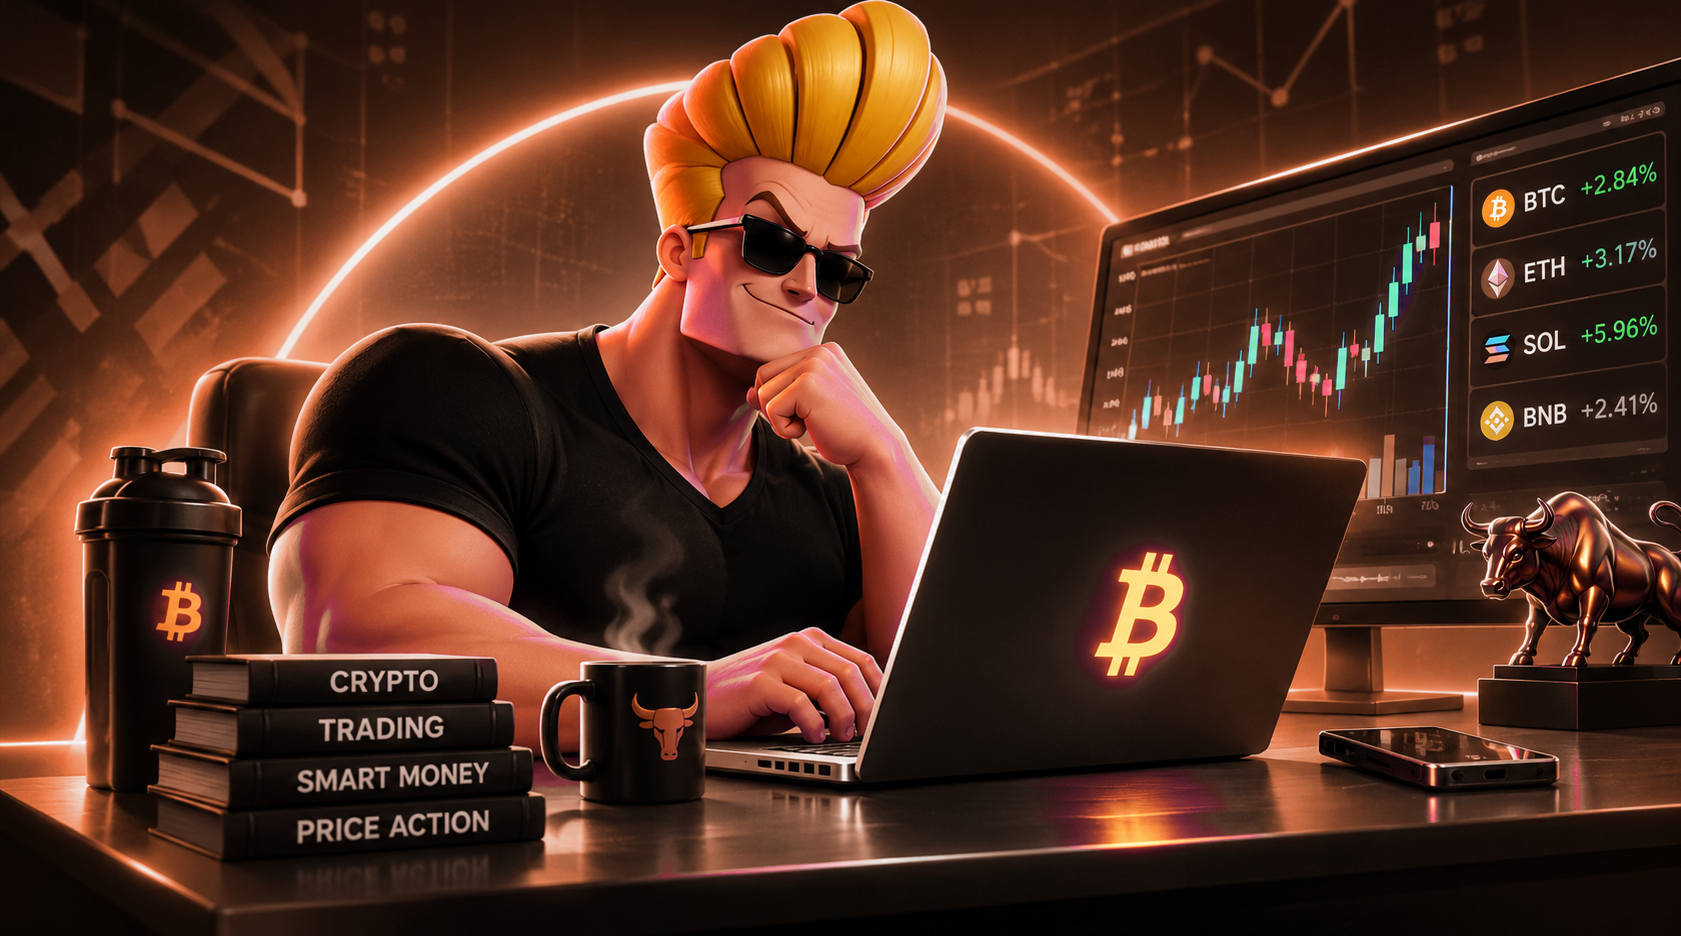 BTC +2.84%
ETH +3.17%
SOL +5.96%
BNB +2.41%
CRYPTO
TRADING
SMART MONEY
PRICE ACTION